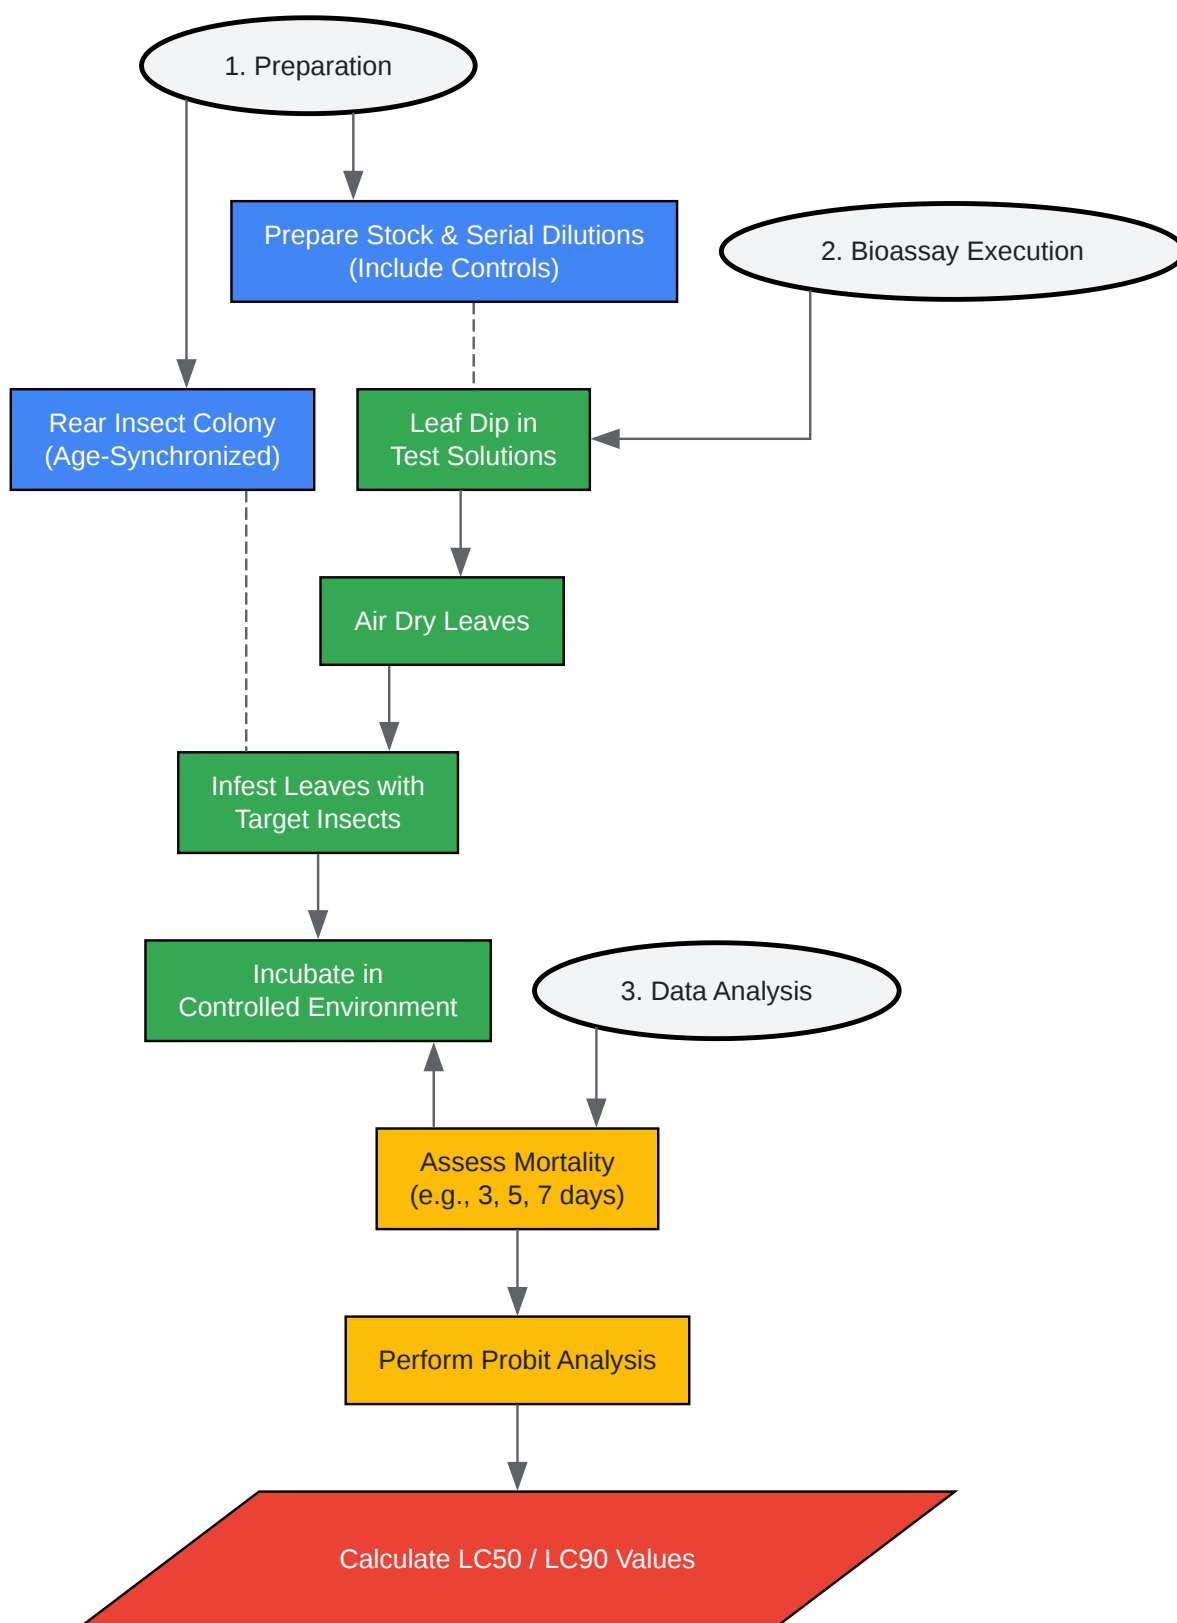 1. Preparation
Prepare Stock & Serial Dilutions
(Include Controls)
2. Bioassay Execution
Rear Insect Colony
(Age-Synchronized)
Leaf Dip in
Test Solutions
Air Dry Leaves
Infest Leaves with
Target Insects
Incubate in
Controlled Environment
3. Data Analysis
Assess Mortality
(e.g., 3, 5, 7 days)
Perform Probit Analysis
Calculate LC50 / LC90 Values